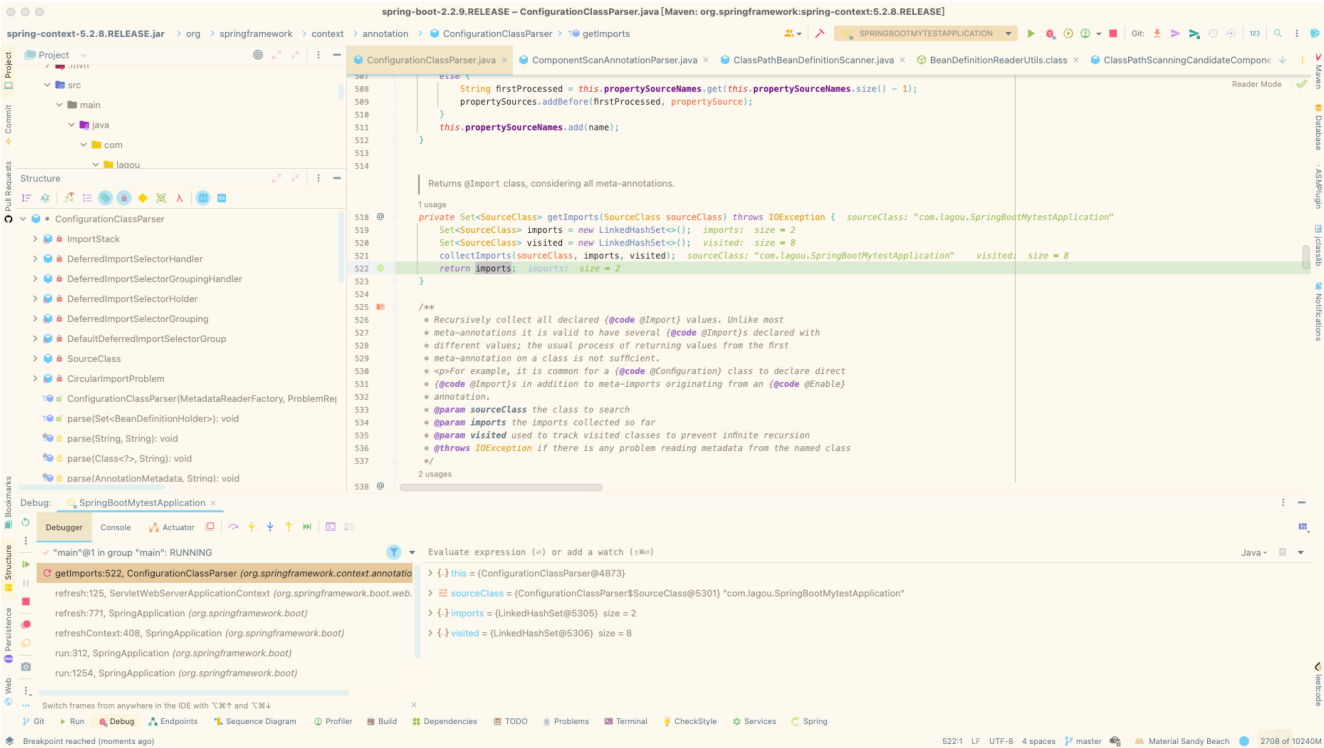 spring-boot-2.2.9.RELEASE – ConfigurationClassParser.java [Maven: org.springframework:spring-context-5.2.8.RELEASE]
spring-context-5.2.8.RELEASE.jar > org > springframework > context > annotation > ConfigurationClassParser > getImports
SPRINGBOOTMYTESTAPPLICATION
Git:
123
Project
ConfigurationClassParser.java
ComponentScanAnnotationParser.java
ClassPathBeanDefinitionScanner.java
BeanDefinitionReaderUtils.class
ClassPathScanningCandidateCompone
Reader Mode
.mvn
src
main
java
com
lagou
Structure
ConfigurationClassParser
ImportStack
DeferredImportSelectorHandler
DeferredImportSelectorGroupingHandler
DeferredImportSelectorHolder
DeferredImportSelectorGrouping
DefaultDeferredImportSelectorGroup
SourceClass
CircularImportProblem
ConfigurationClassParser(MetadataReaderFactory, ProblemRep
parse(Set<BeanDefinitionHolder>): void
parse(String, String): void
parse(Class<?>, String): void
parse(AnnotationMetadata, String): void
507 else {
508 String firstProcessed = this.propertySourceNames.get(this.propertySourceNames.size() - 1);
509 propertySources.addBefore(firstProcessed, propertySource);
510 }
511 this.propertySourceNames.add(name);
512 }
513
514
Returns @Import class, considering all meta-annotations.
1 usage
518 @ private Set<SourceClass> getImports(SourceClass sourceClass) throws IOException { sourceClass: "com.lagou.SpringBootMytestApplication"
519 Set<SourceClass> imports = new LinkedHashSet<>(); imports: size = 2
520 Set<SourceClass> visited = new LinkedHashSet<>(); visited: size = 8
521 collectImports(sourceClass, imports, visited); sourceClass: "com.lagou.SpringBootMytestApplication" visited: size = 8
522 return imports; imports: size = 2
523 }
524
525 /**
526 * Recursively collect all declared {@code @Import} values. Unlike most
527 * meta-annotations it is valid to have several {@code @Import}s declared with
528 * different values; the usual process of returning values from the first
529 * meta-annotation on a class is not sufficient.
530 * <p>For example, it is common for a {@code @Configuration} class to declare direct
531 * {@code @Import}s in addition to meta-imports originating from an {@code @Enable}
532 * annotation.
533 * @param sourceClass the class to search
534 * @param imports the imports collected so far
535 * @param visited used to track visited classes to prevent infinite recursion
536 * @throws IOException if there is any problem reading metadata from the named class
537 */
2 usages
538 @
Project
Commit
Pull Requests
Bookmarks
Structure
Persistence
Web
Maven
Database
ASMPlugin
jclasslib
Notifications
leetcode
Debug: SpringBootMytestApplication
Debugger
Console
Actuator
"main"@1 in group "main": RUNNING
getImports:522, ConfigurationClassParser (org.springframework.context.annotatio
refresh:125, ServletWebServerApplicationContext (org.springframework.boot.web.
refresh:771, SpringApplication (org.springframework.boot)
refreshContext:408, SpringApplication (org.springframework.boot)
run:312, SpringApplication (org.springframework.boot)
run:1254, SpringApplication (org.springframework.boot)
Switch frames from anywhere in the IDE with ⌥⌘↑ and ⌥⌘↓
Evaluate expression (⏎) or add a watch (⇧⌘⏎)
Java
this = {ConfigurationClassParser@4873}
sourceClass = {ConfigurationClassParser$SourceClass@5301} "com.lagou.SpringBootMytestApplication"
imports = {LinkedHashSet@5305} size = 2
visited = {LinkedHashSet@5306} size = 8
Git
Run
Debug
Endpoints
Sequence Diagram
Profiler
Build
Dependencies
TODO
Problems
Terminal
CheckStyle
Services
Spring
Breakpoint reached (moments ago)
522:1 LF UTF-8 4 spaces master Material Sandy Beach 2708 of 10240M